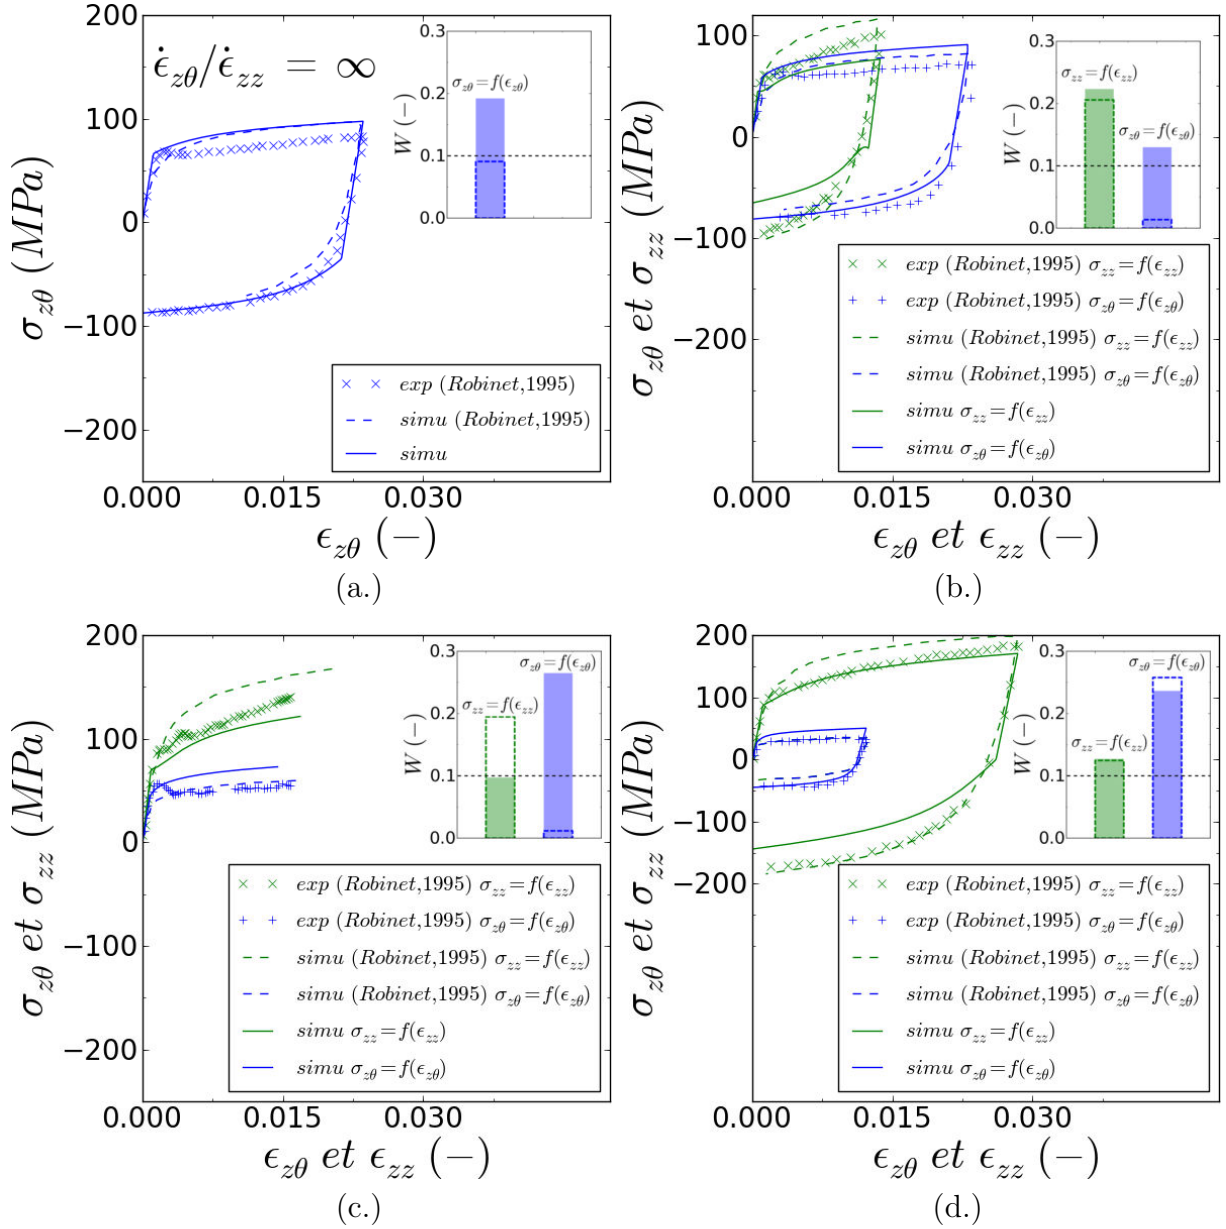 200
100
0
−100
−200
σzθ (MPa)
ϵ̇zθ/ϵ̇zz = ∞
0.3
0.2
0.1
0.0
W (−)
σzθ=f(ϵzθ)
exp (Robinet,1995)
simu (Robinet,1995)
simu
0.000 0.015 0.030
ϵzθ (−)
(a.)
100
0
−100
−200
σzθ et σzz (MPa)
0.3
0.2
0.1
0.0
W (−)
σzz=f(ϵzz)
σzθ=f(ϵzθ)
exp (Robinet,1995) σzz=f(ϵzz)
exp (Robinet,1995) σzθ=f(ϵzθ)
simu (Robinet,1995) σzz=f(ϵzz)
simu (Robinet,1995) σzθ=f(ϵzθ)
simu σzz=f(ϵzz)
simu σzθ=f(ϵzθ)
0.000 0.015 0.030
ϵzθ et ϵzz (−)
(b.)
200
100
0
−100
−200
σzθ et σzz (MPa)
0.3
0.2
0.1
0.0
W (−)
σzθ=f(ϵzθ)
σzz=f(ϵzz)
exp (Robinet,1995) σzz=f(ϵzz)
exp (Robinet,1995) σzθ=f(ϵzθ)
simu (Robinet,1995) σzz=f(ϵzz)
simu (Robinet,1995) σzθ=f(ϵzθ)
simu σzz=f(ϵzz)
simu σzθ=f(ϵzθ)
0.000 0.015 0.030
ϵzθ et ϵzz (−)
(c.)
200
150
100
50
0
−50
−100
−150
−200
σzθ et σzz (MPa)
0.3
0.2
0.1
0.0
W (−)
σzθ=f(ϵzθ)
σzz=f(ϵzz)
exp (Robinet,1995) σzz=f(ϵzz)
exp (Robinet,1995) σzθ=f(ϵzθ)
simu (Robinet,1995) σzz=f(ϵzz)
simu (Robinet,1995) σzθ=f(ϵzθ)
simu σzz=f(ϵzz)
simu σzθ=f(ϵzθ)
0.000 0.015 0.030
ϵzθ et ϵzz (−)
(d.)